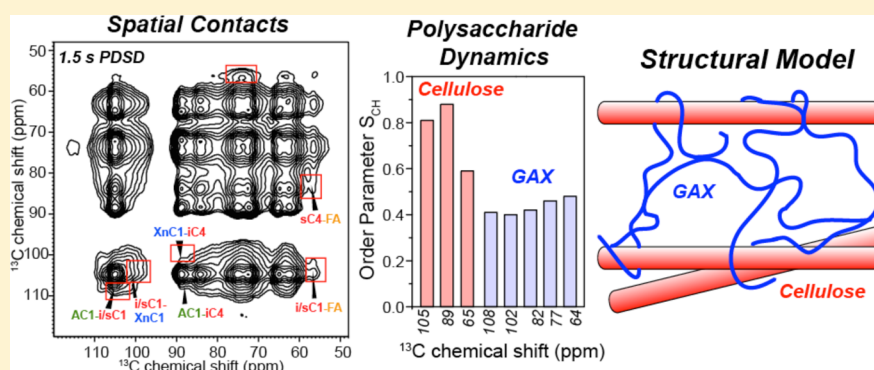 Spatial Contacts
1.5 s PDSD
50
60
70
80
90
100
110
13C chemical shift (ppm)
sC4-FA
XnC1-iC4
AC1-i/sC1
i/sC1-
XnC1
AC1-iC4
i/sC1-FA
110 100 90 80 70 60 50
13C chemical shift (ppm)
Polysaccharide
Dynamics
1.0
0.8
0.6
0.4
0.2
0.0
Order Parameter SCH
Cellulose
GAX
105 89 65 108 102 82 77 64
13C chemical shift (ppm)
Structural Model
GAX
Cellulose